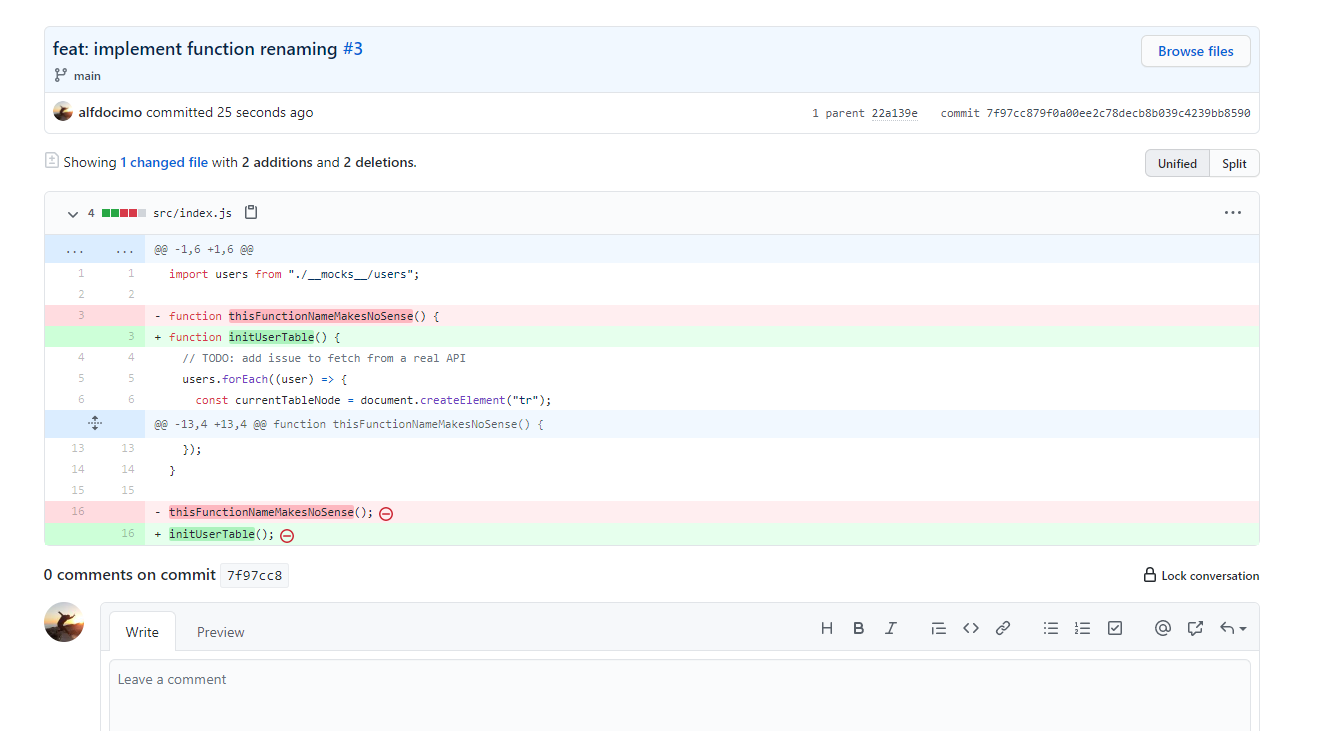 feat: implement function renaming #3
Browse files
main
alfdocimo committed 25 seconds ago
1 parent 22a139e commit 7f97cc879f0a00ee2c78decb8b039c4239bb8590
Showing 1 changed file with 2 additions and 2 deletions.
Unified Split
4 src/index.js
... ... @@ -1,6 +1,6 @@
1 1 import users from "./__mocks__/users";
2 2
3 - function thisFunctionNameMakesNoSense() {
3 + function initUserTable() {
4 4 // TODO: add issue to fetch from a real API
5 5 users.forEach((user) => {
6 6 const currentTableNode = document.createElement("tr");
@@ -13,4 +13,4 @@ function thisFunctionNameMakesNoSense() {
13 13 });
14 14 }
15 15
16 - thisFunctionNameMakesNoSense();
16 + initUserTable();
0 comments on commit 7f97cc8
Lock conversation
Write Preview
Leave a comment